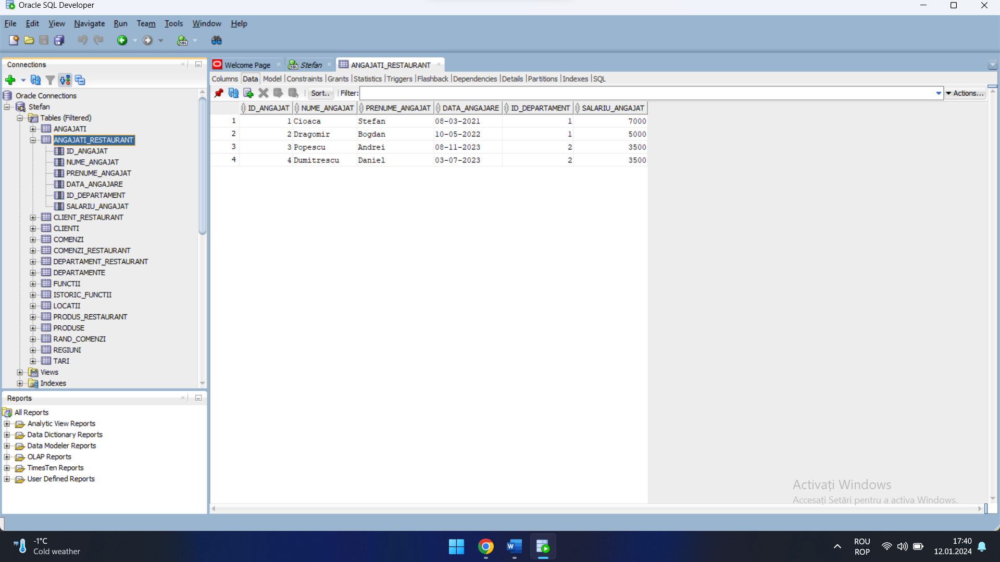 Oracle SQL Developer
File Edit View Navigate Run Team Tools Window Help
Connections
Oracle Connections
Stefan
Tables (Filtered)
ANGAJATI
ANGAJATI_RESTAURANT
ID_ANGAJAT
NUME_ANGAJAT
PRENUME_ANGAJAT
DATA_ANGAJARE
ID_DEPARTAMENT
SALARIU_ANGAJAT
CLIENT_RESTAURANT
CLIENTI
COMENZI
COMENZI_RESTAURANT
DEPARTAMENT_RESTAURANT
DEPARTAMENTE
FUNCTII
ISTORIC_FUNCTII
LOCATII
PRODUS_RESTAURANT
PRODUSE
RAND_COMENZI
REGIUNI
TARI
Views
Indexes
Reports
All Reports
Analytic View Reports
Data Dictionary Reports
Data Modeler Reports
OLAP Reports
TimesTen Reports
User Defined Reports
Welcome Page Stefan ANGAJATI_RESTAURANT
Columns Data Model Constraints Grants Statistics Triggers Flashback Dependencies Details Partitions Indexes SQL
Sort.. Filter: Actions...
ID_ANGAJAT NUME_ANGAJAT PRENUME_ANGAJAT DATA_ANGAJARE ID_DEPARTAMENT SALARIU_ANGAJAT
1 1 Cioaca Stefan 08-03-2021 1 7000
2 2 Dragomir Bogdan 10-05-2022 1 5000
3 3 Popescu Andrei 08-11-2023 2 3500
4 4 Dumitrescu Daniel 03-07-2023 2 3500
Activați Windows
Accesați Setări pentru a activa Windows.
-1°C
Cold weather
ROU
ROP
17:40
12.01.2024